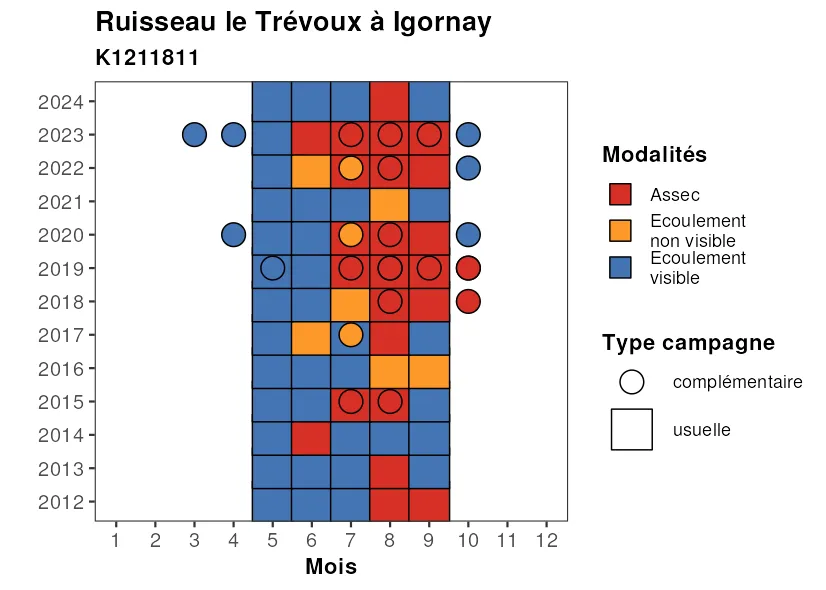 Ruisseau le Trévoux à Igornay
K1211811
2024
2023
2022
2021
2020
2019
2018
2017
2016
2015
2014
2013
2012
1 2 3 4 5 6 7 8 9 10 11 12
Mois
Modalités
Assec
Ecoulement
non visible
Ecoulement
visible
Type campagne
complémentaire
usuelle